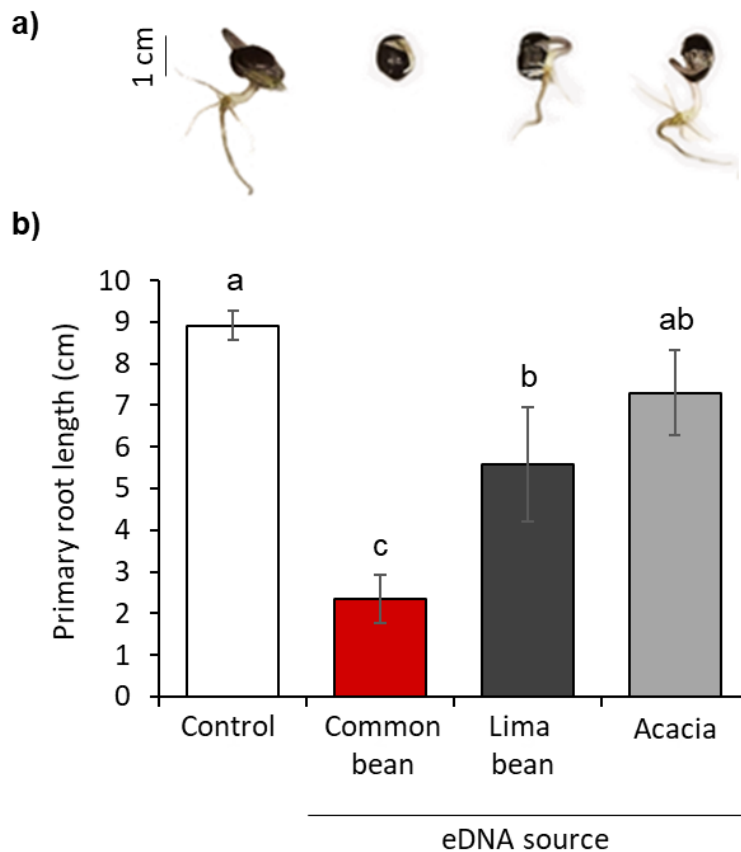 a)
1 cm
b)
Primary root length (cm)
10
9
8
7
6
5
4
3
2
1
0
a
c
b
ab
Control
Common
bean
Lima
bean
Acacia
eDNA source